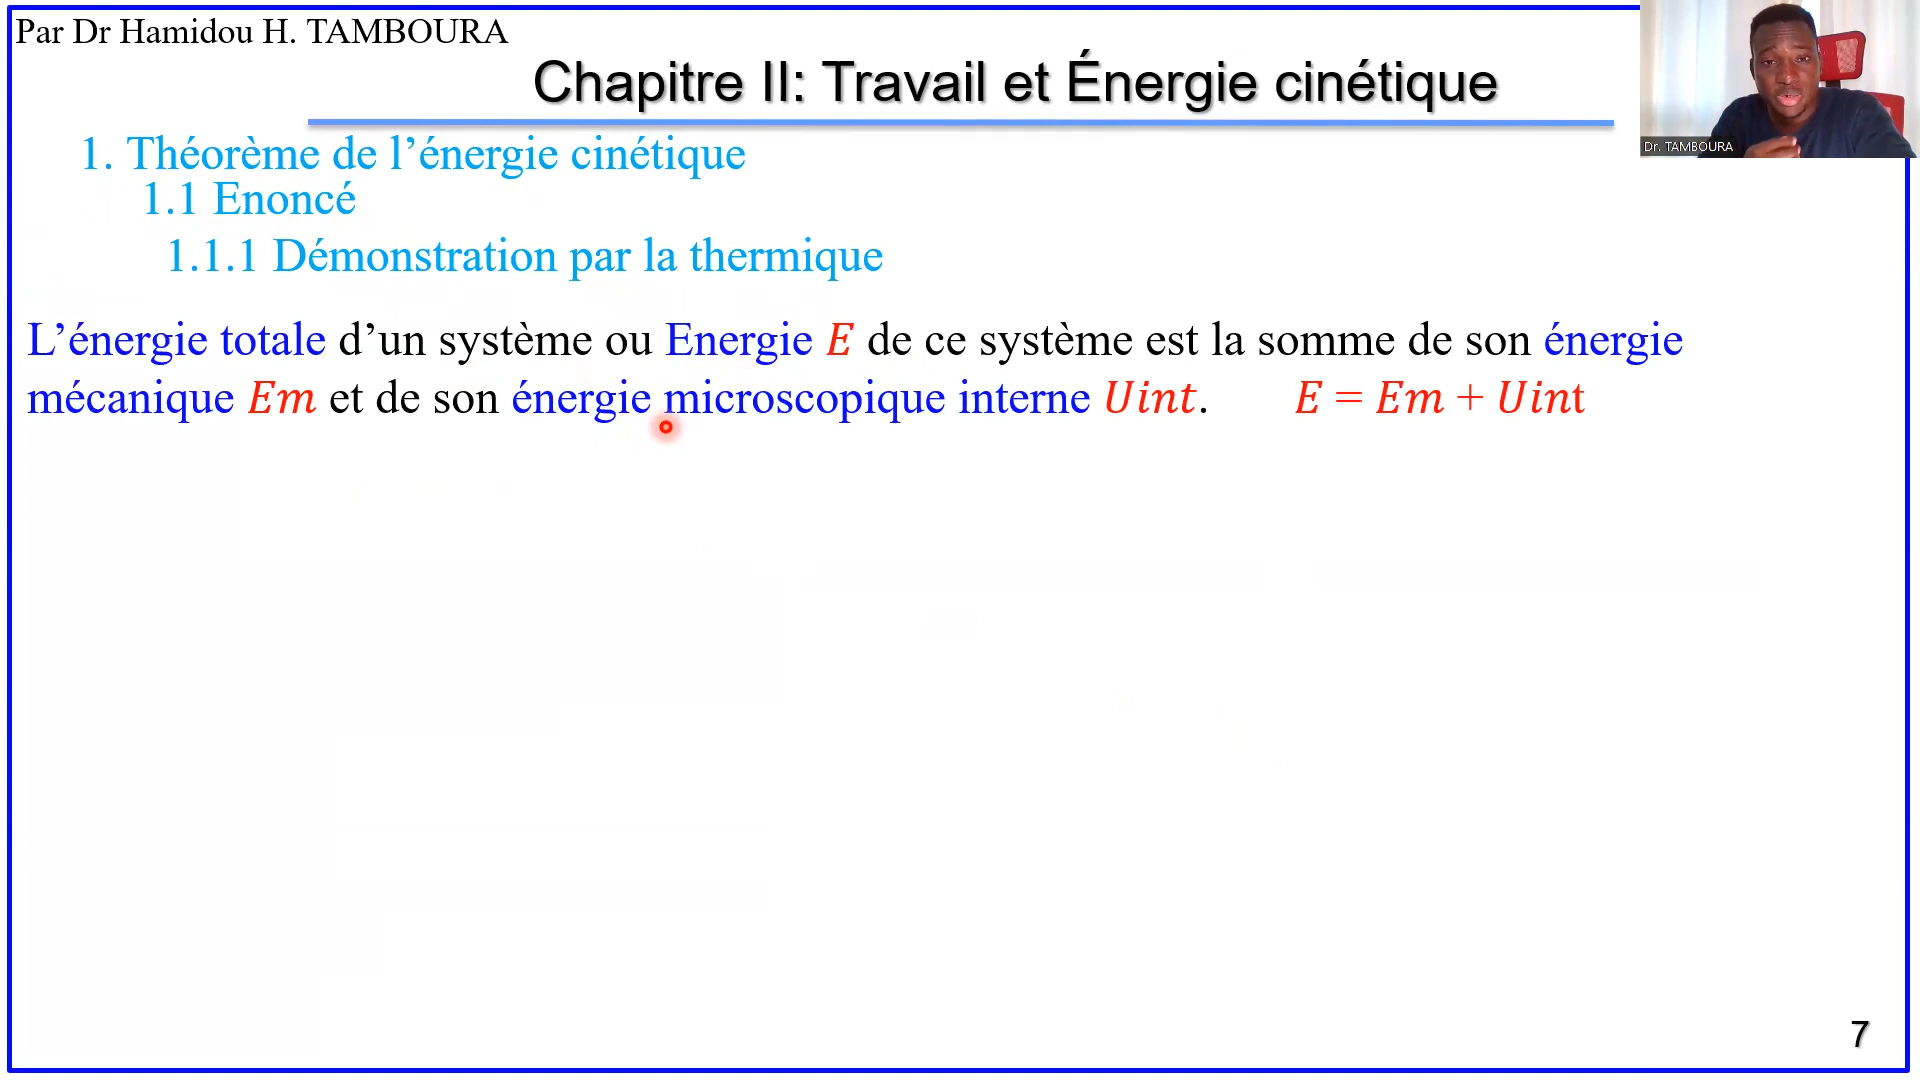 Par Dr Hamidou H. TAMBOURA
Chapitre II: Travail et Énergie cinétique
Dr. TAMBOURA
1. Théorème de l’énergie cinétique
1.1 Enoncé
1.1.1 Démonstration par la thermique
L’énergie totale d’un système ou Energie E de ce système est la somme de son énergie
mécanique Em et de son énergie microscopique interne Uint. E = Em + Uint
7